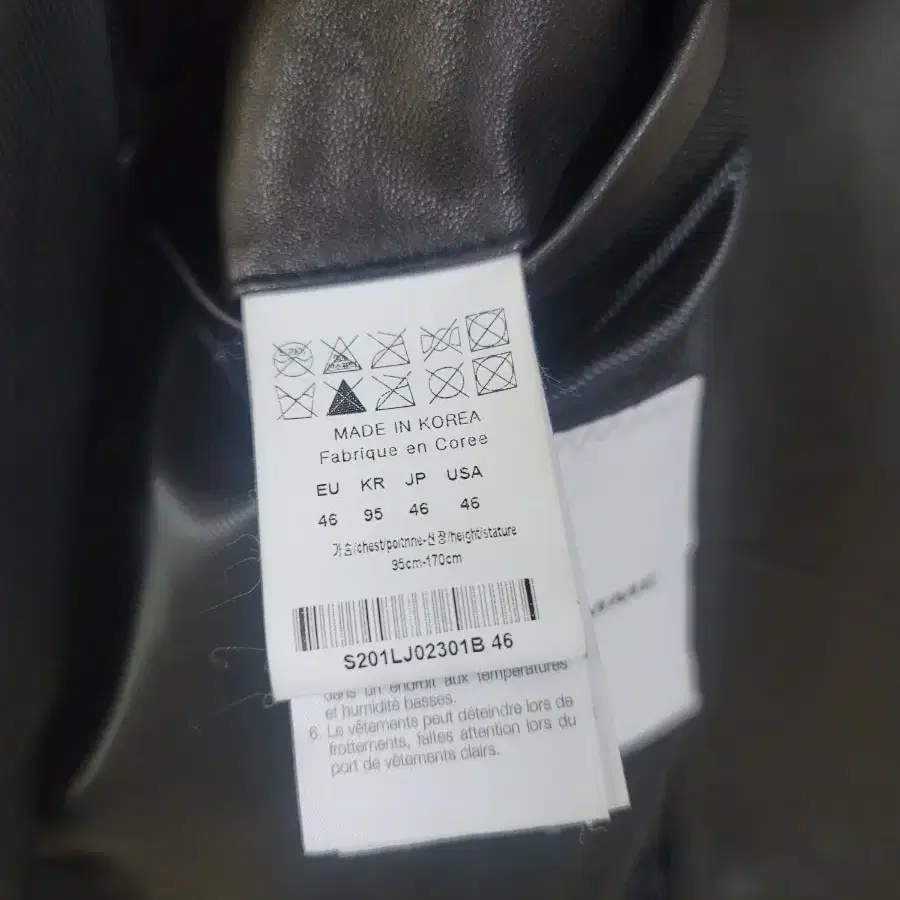 MADE IN KOREA
Fabrique en Coree
EU KR JP USA
46 95 46 46
가슴/chest/poitrine-신장/height/stature
95cm-170cm
S201LJ02301B 46
dans un endroit aux températures
et humidité basses.
6. Le vêtements peut déteindre lors de
frottements, faites attention lors du
port de vêtements clairs.